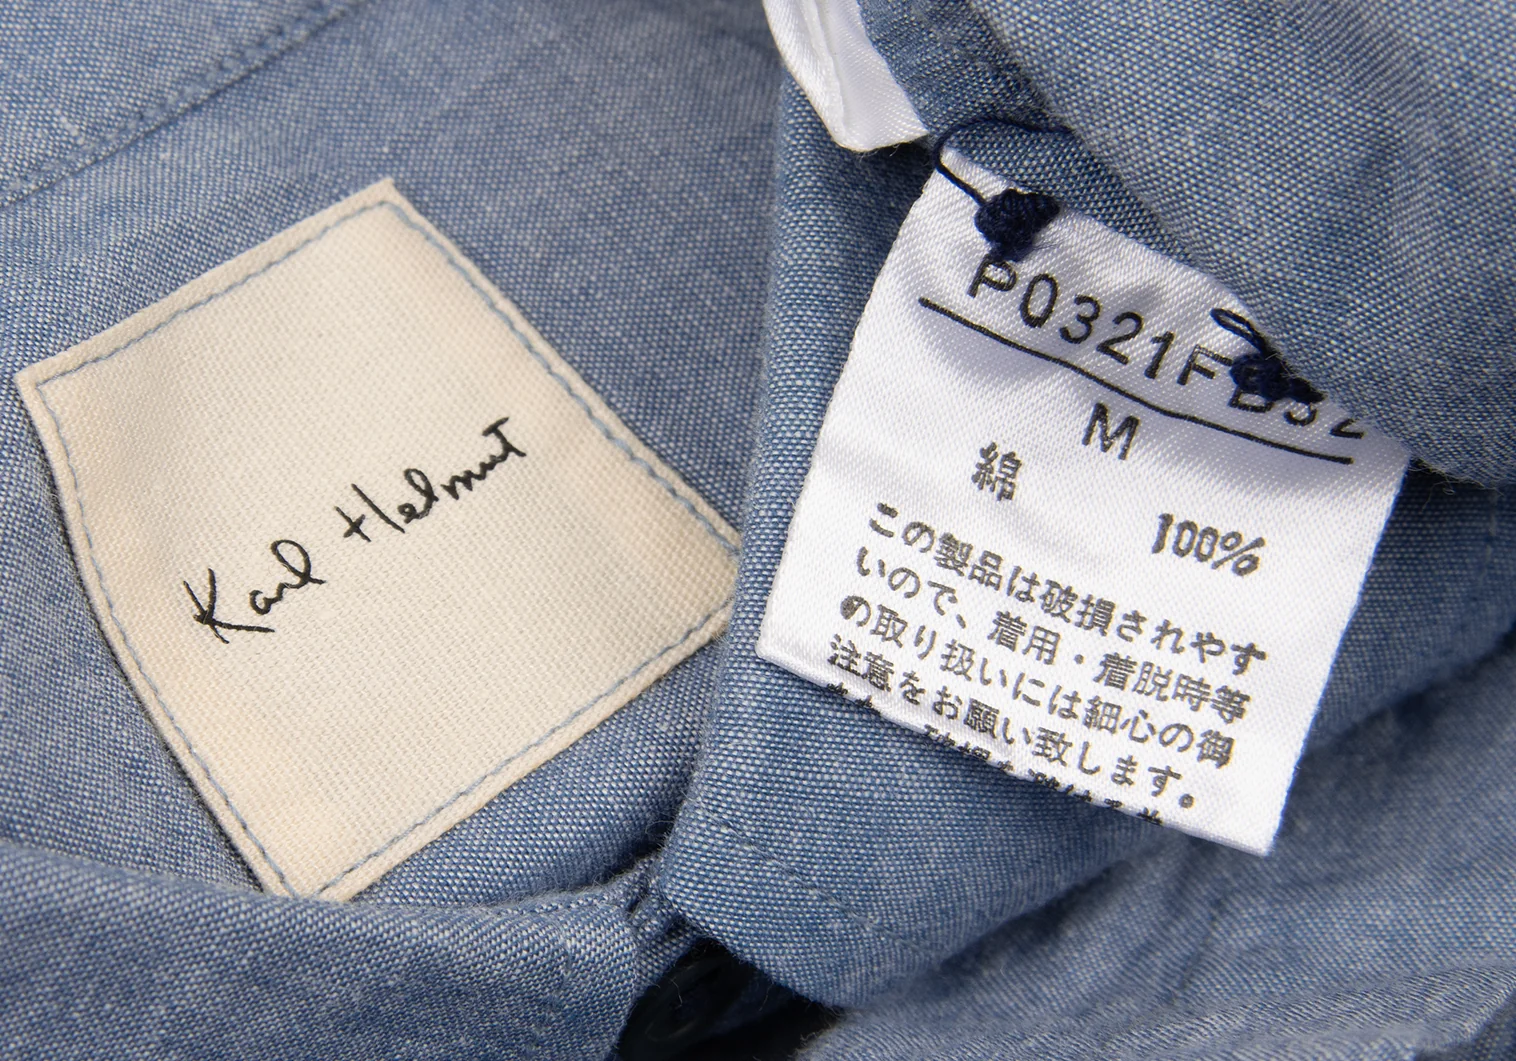 Karl Helmut
P0321F
M
綿
100%
この製品は破損されやす
いので、着用・着脱時等
の取り扱いには細心の御
注意をお願い致します。